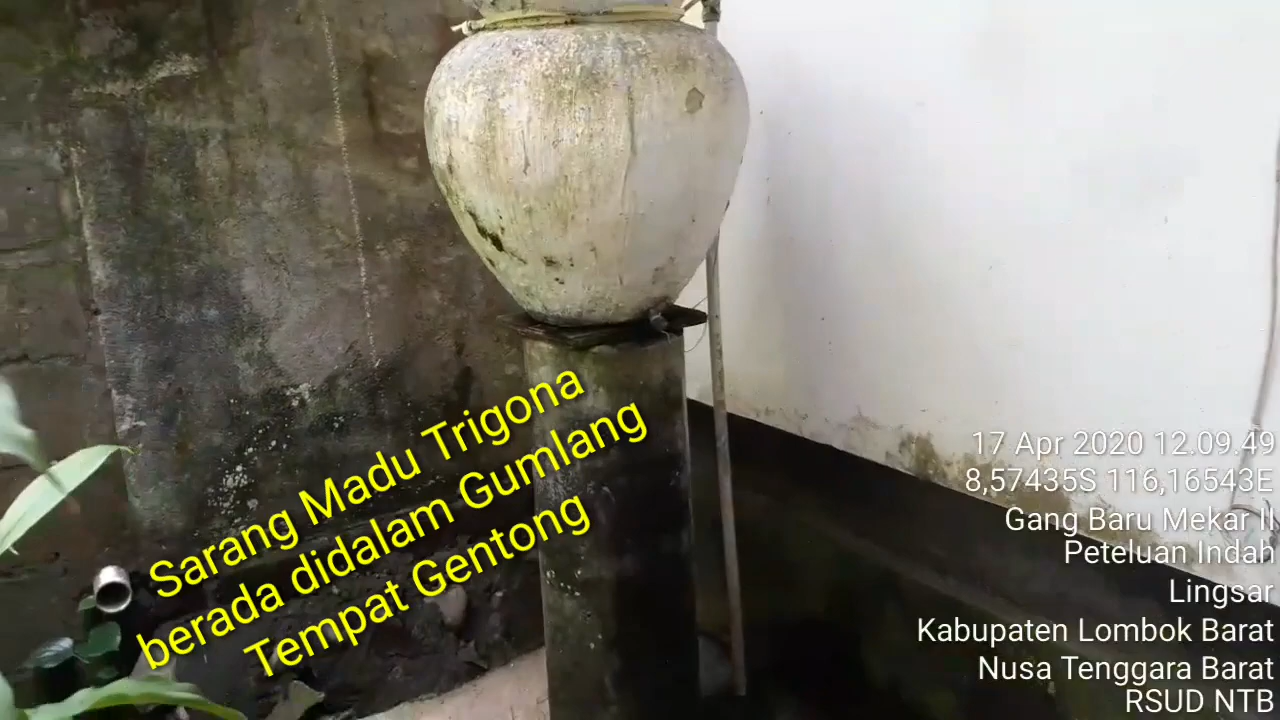 Sarang Madu Trigona
berada didalam Gumlang
Tempat Gentong
17 Apr 2020 12.09.49
8,57435S 116,16543E
Gang Baru Mekar II
Peteluan Indah
Lingsar
Kabupaten Lombok Barat
Nusa Tenggara Barat
RSUD NTB